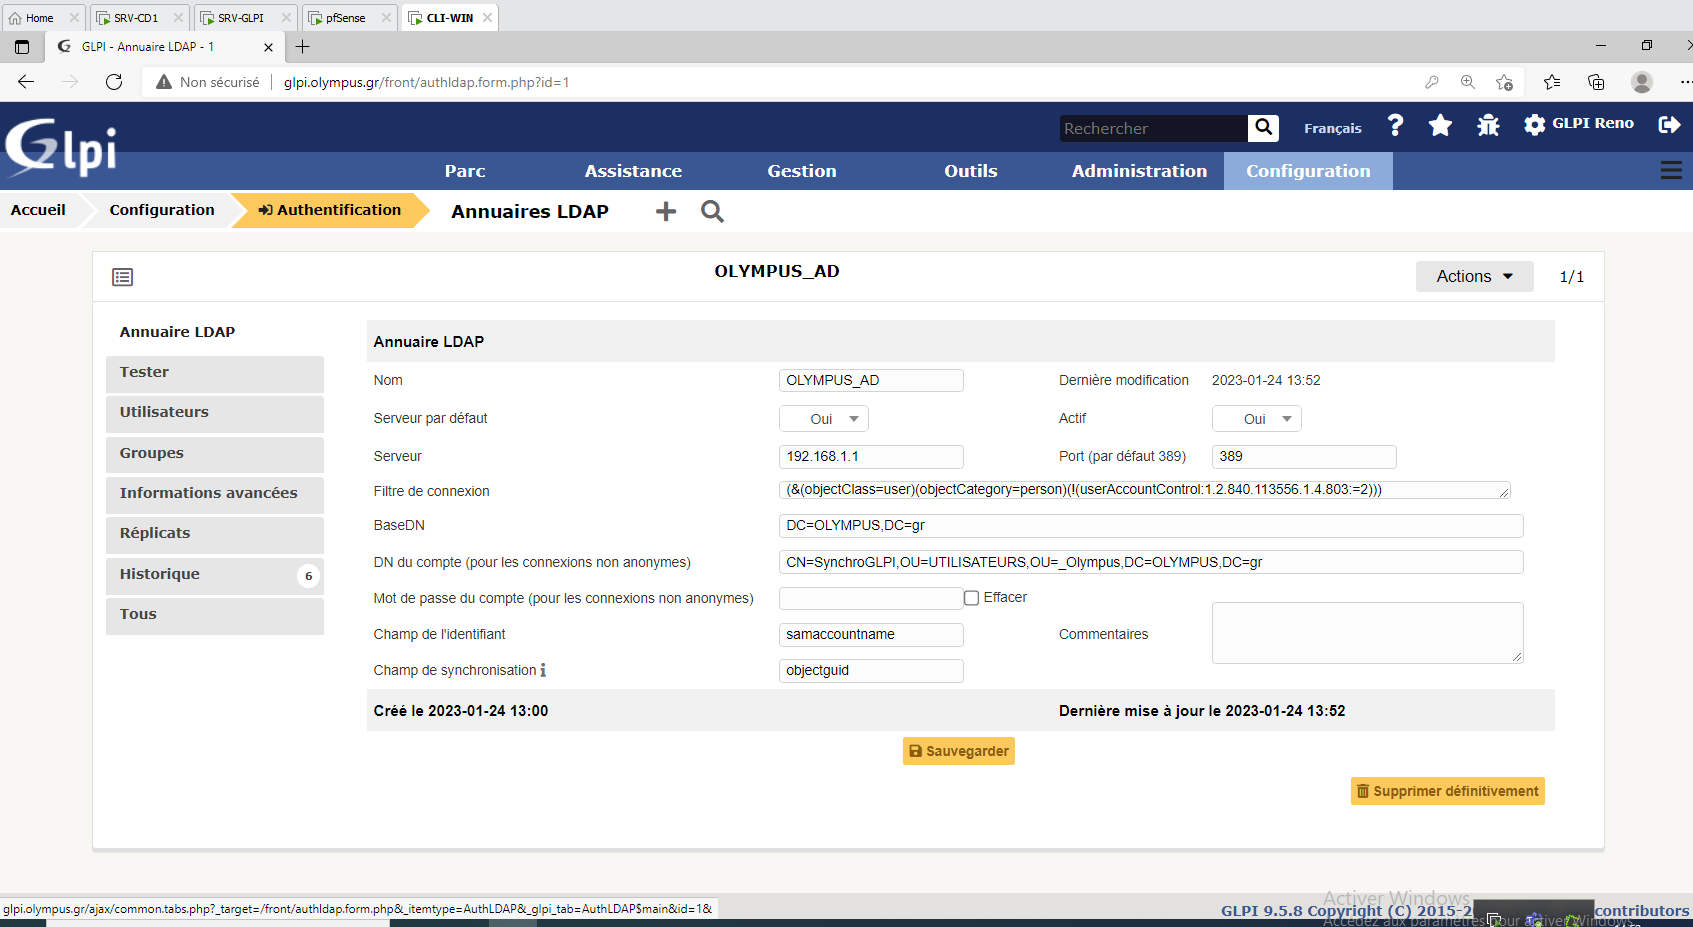 Home SRV-CD1 SRV-GLPI pfSense CLI-WIN
GLPI - Annuaire LDAP - 1
Non sécurisé glpi.olympus.gr/front/authldap.form.php?id=1
Glpi
Rechercher Français ? GLPI Reno
Parc Assistance Gestion Outils Administration Configuration
Accueil Configuration Authentification Annuaires LDAP
OLYMPUS_AD Actions 1/1
Annuaire LDAP
Tester
Utilisateurs
Groupes
Informations avancées
Réplicats
Historique 6
Tous
Annuaire LDAP
Nom OLYMPUS_AD Dernière modification 2023-01-24 13:52
Serveur par défaut Oui Actif Oui
Serveur 192.168.1.1 Port (par défaut 389) 389
Filtre de connexion (&(objectClass=user)(objectCategory=person)(!(userAccountControl:1.2.840.113556.1.4.803:=2)))
BaseDN DC=OLYMPUS,DC=gr
DN du compte (pour les connexions non anonymes) CN=SynchroGLPI,OU=UTILISATEURS,OU=_Olympus,DC=OLYMPUS,DC=gr
Mot de passe du compte (pour les connexions non anonymes) Effacer
Champ de l'identifiant samaccountname Commentaires
Champ de synchronisation objectguid
Créé le 2023-01-24 13:00 Dernière mise à jour le 2023-01-24 13:52
Sauvegarder
Supprimer définitivement
Activer Windows
glpi.olympus.gr/ajax/common.tabs.php?_target=/front/authldap.form.php&_itemtype=AuthLDAP&_glpi_tab=AuthLDAP$main&id=1&
GLPI 9.5.8 Copyright (C) 2015-2 contributors
Accédez aux paramètres pour activer Windows.